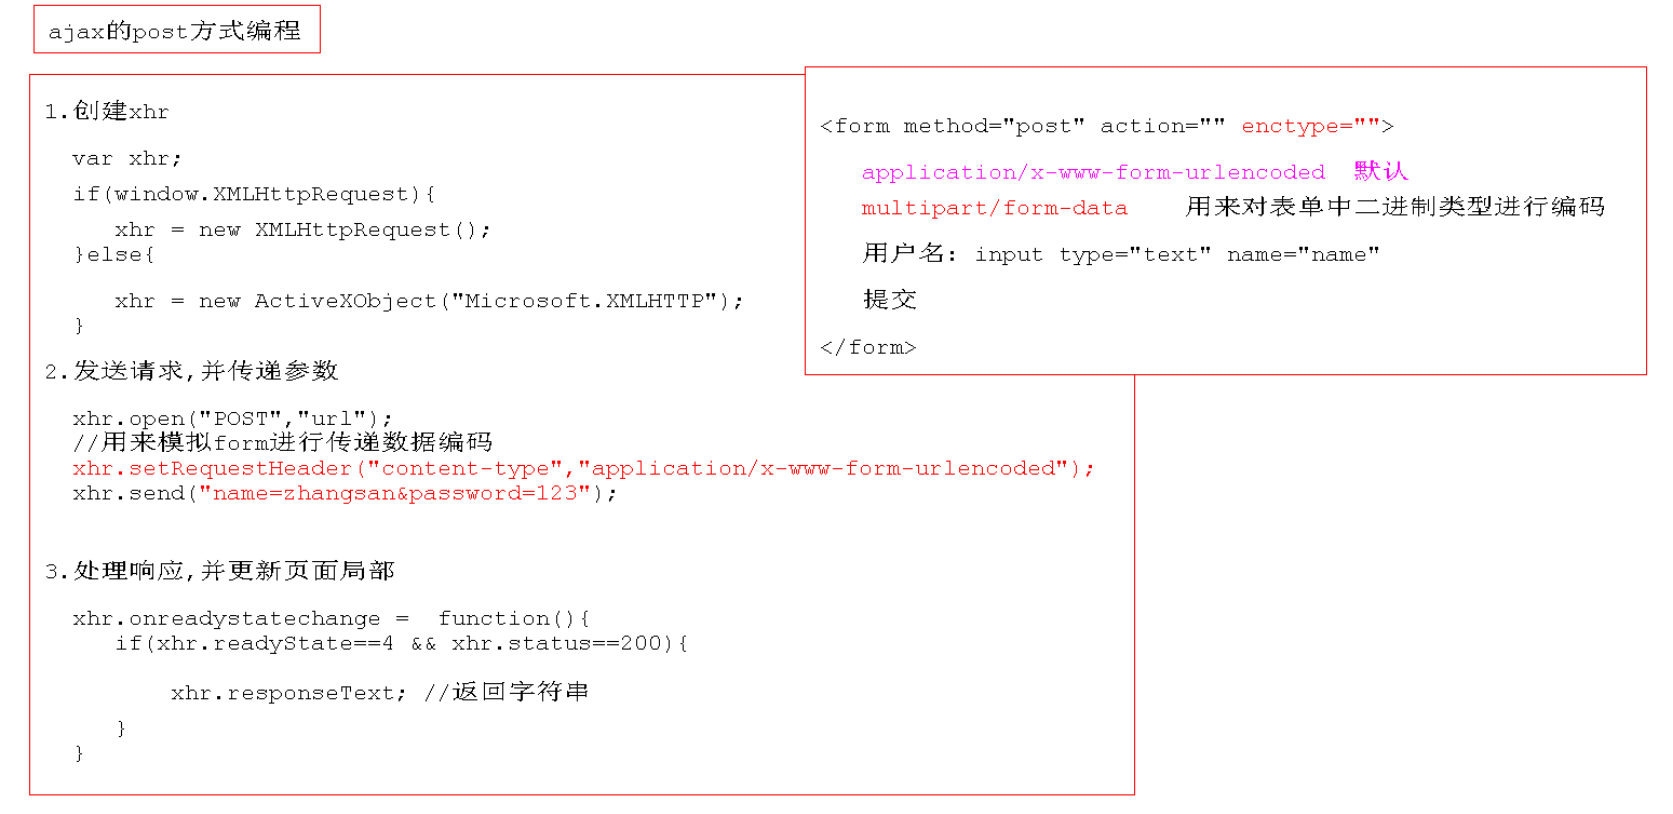 ajax的post方式编程
1.创建xhr
var xhr;
if(window.XMLHttpRequest){
xhr = new XMLHttpRequest();
}else{
xhr = new ActiveXObject("Microsoft.XMLHTTP");
}
2.发送请求,并传递参数
xhr.open("POST","url");
//用来模拟form进行传递数据编码
xhr.setRequestHeader("content-type","application/x-www-form-urlencoded");
xhr.send("name=zhangsan&password=123");
3.处理响应,并更新页面局部
xhr.onreadystatechange =  function(){
if(xhr.readyState==4 && xhr.status==200){
xhr.responseText; //返回字符串
}
}
<form method="post" action="" enctype="">
application/x-www-form-urlencoded  默认
multipart/form-data    用来对表单中二进制类型进行编码
用户名: input type="text" name="name"
提交
</form>